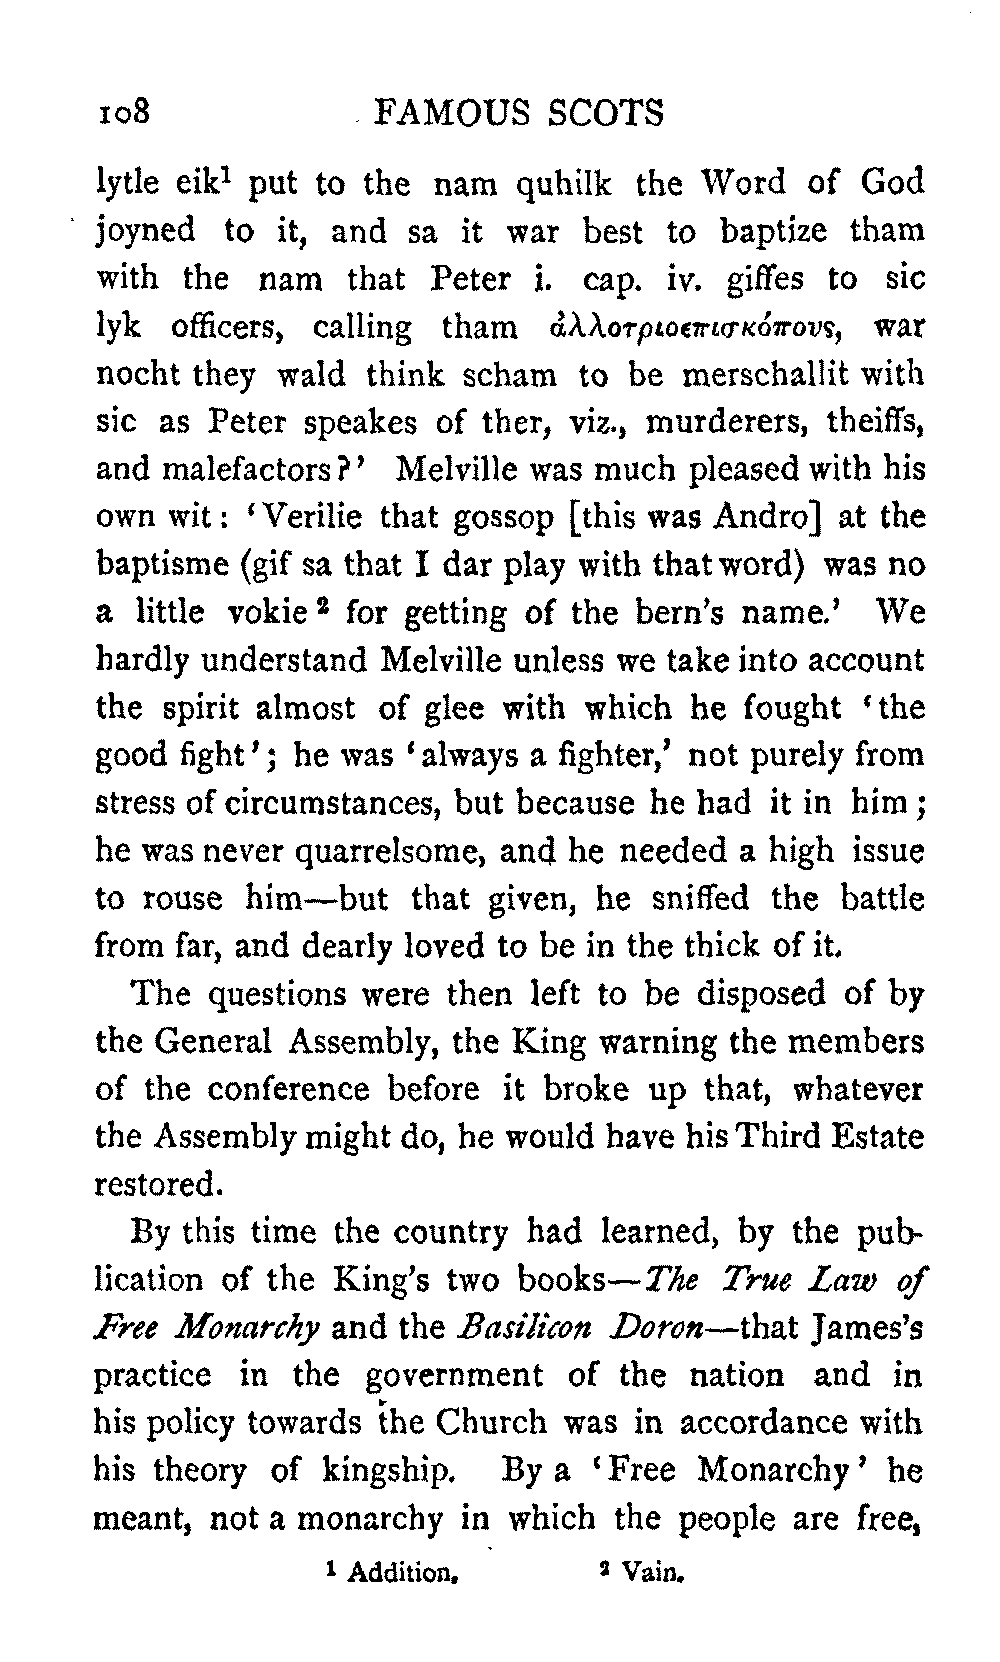 108 FAMOUS SCOTS
lytle eik¹ put to the nam quhilk the Word of God
joyned to it, and sa it war best to baptize tham
with the nam that Peter i. cap. iv. giffes to sic
lyk officers, calling tham ἀλλοτριοεπισκόπους, war
nocht they wald think scham to be merschallit with
sic as Peter speakes of ther, viz., murderers, theiffs,
and malefactors?' Melville was much pleased with his
own wit: 'Verilie that gossop [this was Andro] at the
baptisme (gif sa that I dar play with that word) was no
a little vokie² for getting of the bern's name.' We
hardly understand Melville unless we take into account
the spirit almost of glee with which he fought 'the
good fight'; he was 'always a fighter,' not purely from
stress of circumstances, but because he had it in him;
he was never quarrelsome, and he needed a high issue
to rouse him—but that given, he sniffed the battle
from far, and dearly loved to be in the thick of it.
The questions were then left to be disposed of by
the General Assembly, the King warning the members
of the conference before it broke up that, whatever
the Assembly might do, he would have his Third Estate
restored.
By this time the country had learned, by the pub-
lication of the King's two books—The True Law of
Free Monarchy and the Basilicon Doron—that James's
practice in the government of the nation and in
his policy towards the Church was in accordance with
his theory of kingship. By a 'Free Monarchy' he
meant, not a monarchy in which the people are free,
¹ Addition. ² Vain.